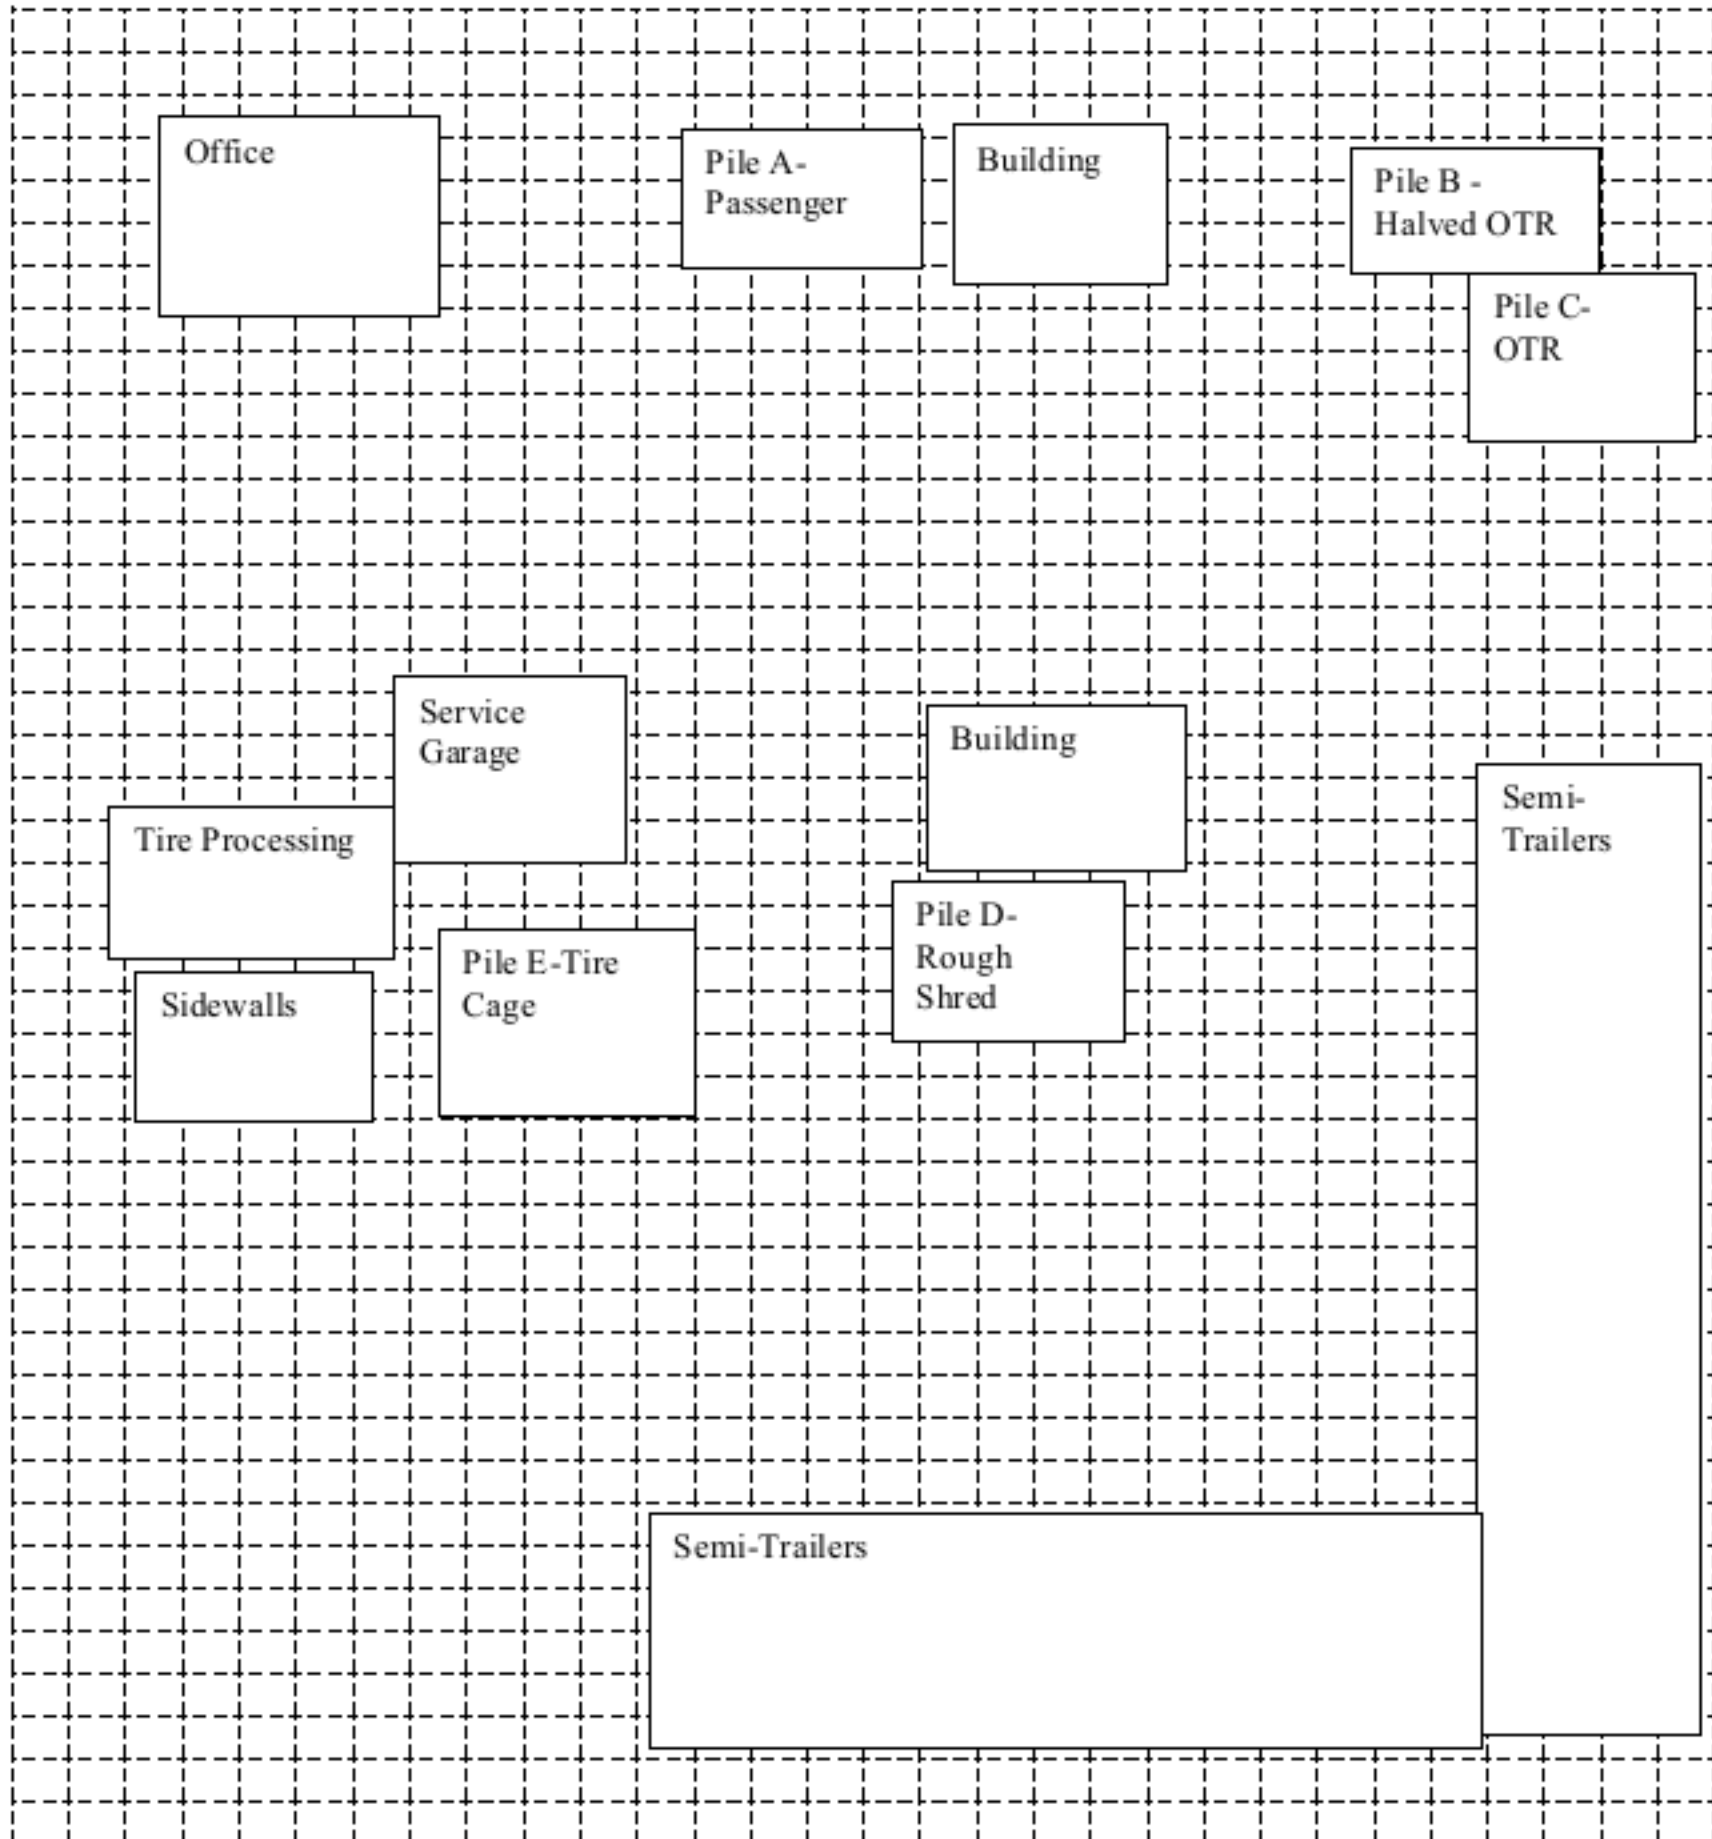 Office
Pile A-
Passenger
Building
Pile B -
Halved OTR
Pile C-
OTR
Service
Garage
Building
Semi-
Trailers
Tire Processing
Pile D-
Rough
Shred
Pile E-Tire
Cage
Sidewalls
Semi-Trailers